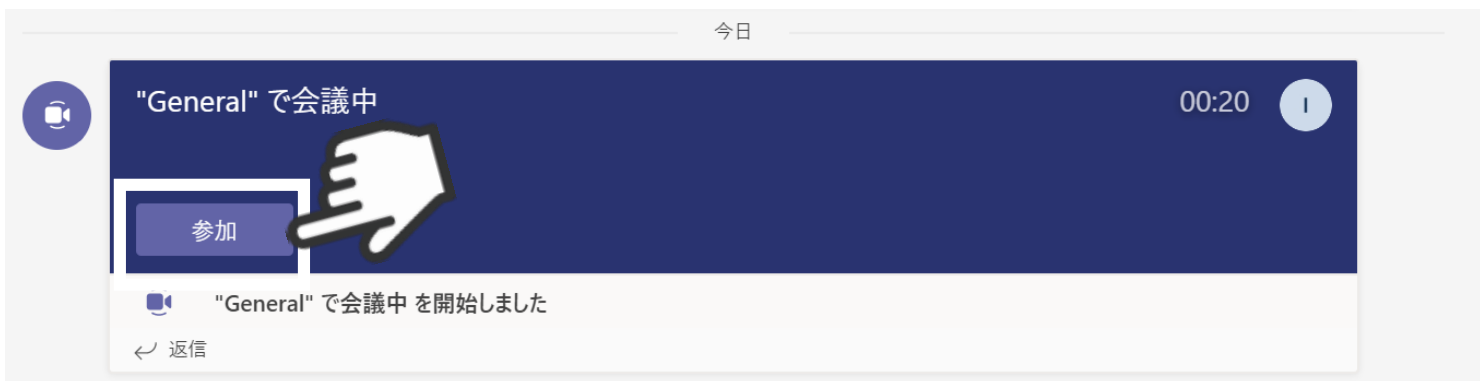 今日
"General" で会議中
00:20
I
参加
"General" で会議中 を開始しました
返信